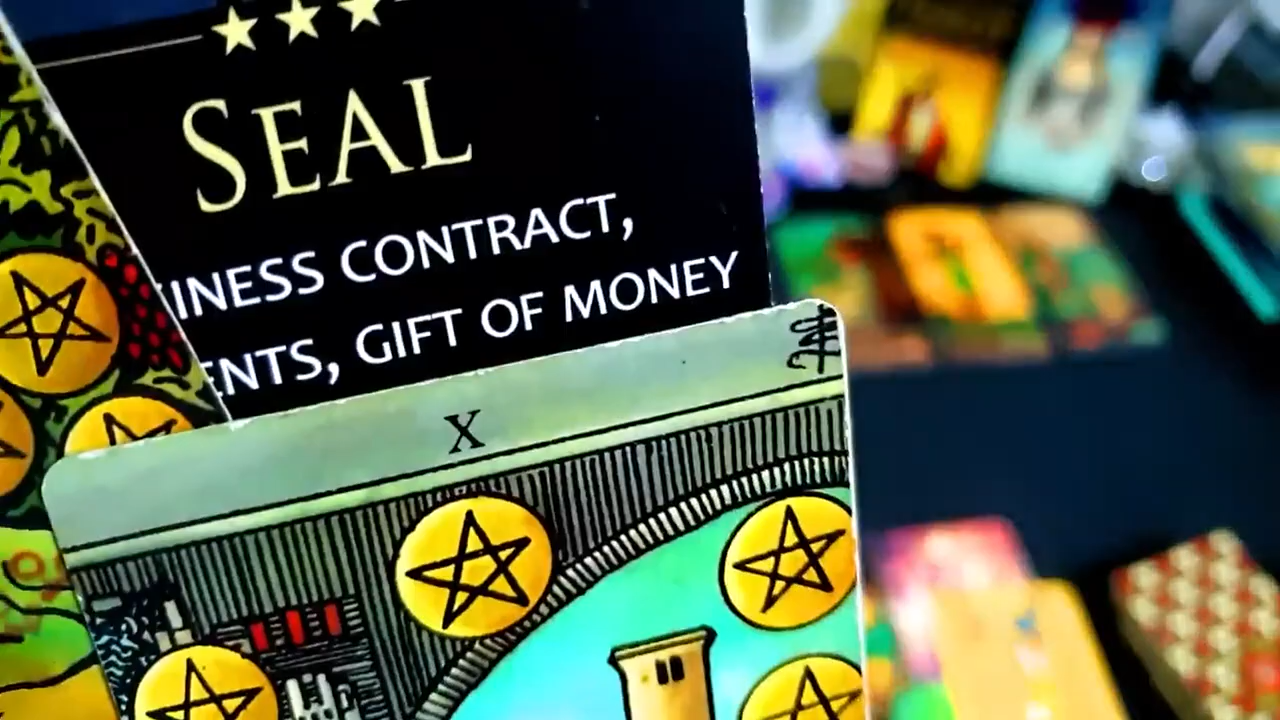 SEAL
INESS CONTRACT,
ENTS, GIFT OF MONEY
X